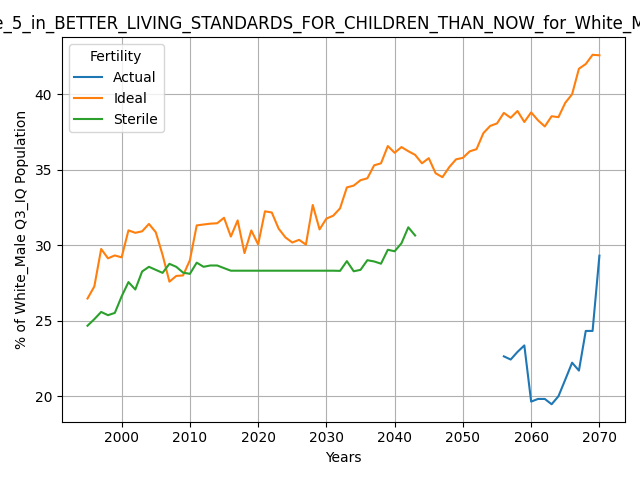 e_5_in_BETTER_LIVING_STANDARDS_FOR_CHILDREN_THAN_NOW_for_White_M
Fertility
Actual
Ideal
Sterile
% of White_Male Q3_IQ Population
40
35
30
25
20
2000 2010 2020 2030 2040 2050 2060 2070
Years